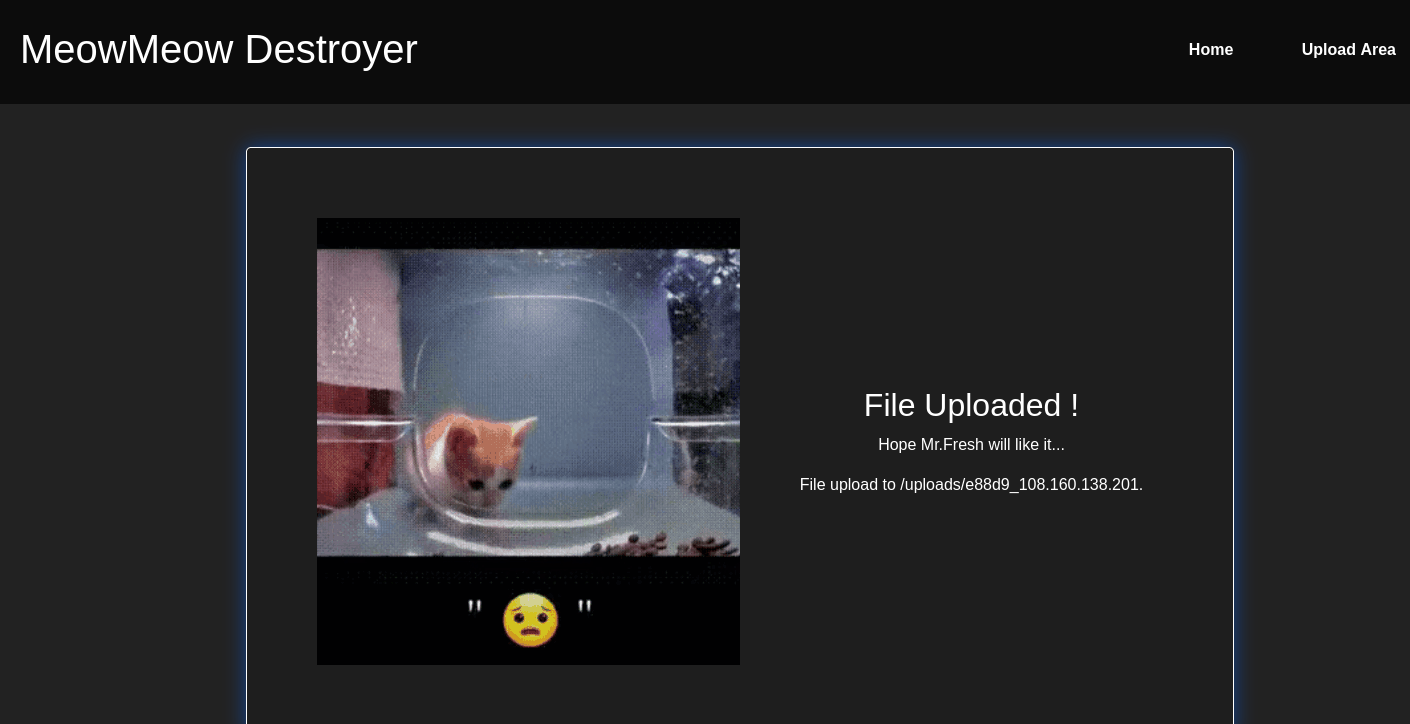 MeowMeow Destroyer
Home
Upload Area
File Uploaded !
Hope Mr.Fresh will like it...
File upload to /uploads/e88d9_108.160.138.201.
" 😟 "